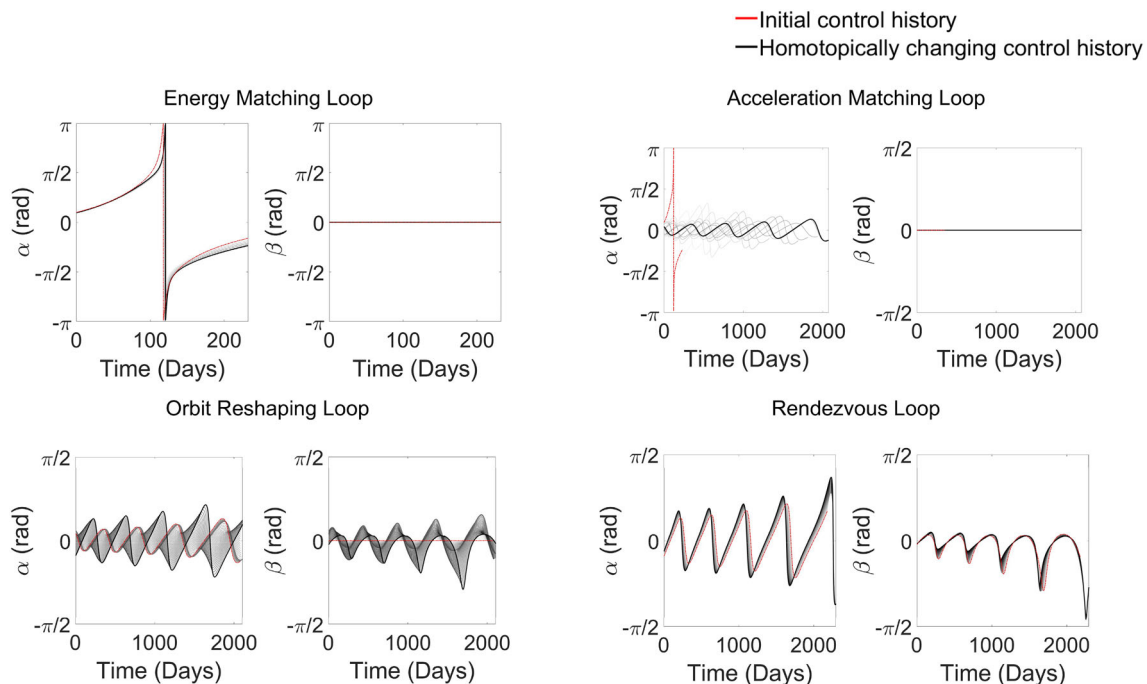 Initial control history
Homotopically changing control history
Energy Matching Loop
π
π/2
0
-π/2
-π
α (rad)
0 100 200
Time (Days)
β (rad)
0
0 100 200
Time (Days)
Acceleration Matching Loop
π
π/2
0
-π/2
-π
α (rad)
0 1000 2000
Time (Days)
π/2
0
-π/2
β (rad)
0 1000 2000
Time (Days)
Orbit Reshaping Loop
π/2
0
-π/2
α (rad)
0 1000 2000
Time (Days)
β (rad)
0
0 1000 2000
Time (Days)
Rendezvous Loop
π/2
0
-π/2
α (rad)
0 1000 2000
Time (Days)
π/2
0
-π/2
β (rad)
0 1000 2000
Time (Days)